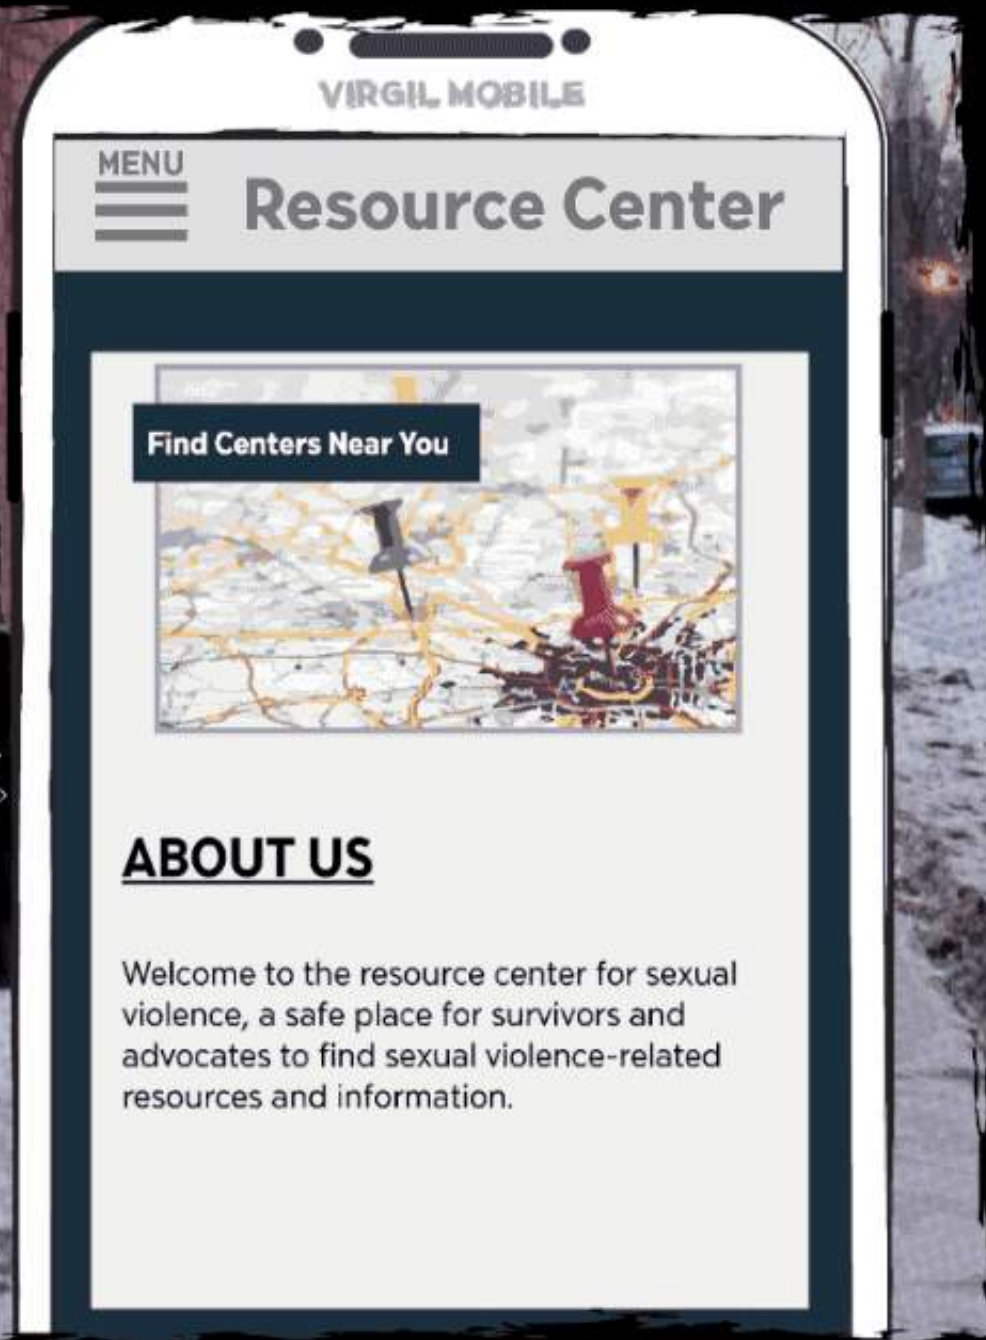 VIRGIL MOBILE
MENU
Resource Center
Find Centers Near You
ABOUT US
Welcome to the resource center for sexual
violence, a safe place for survivors and
advocates to find sexual violence-related
resources and information.